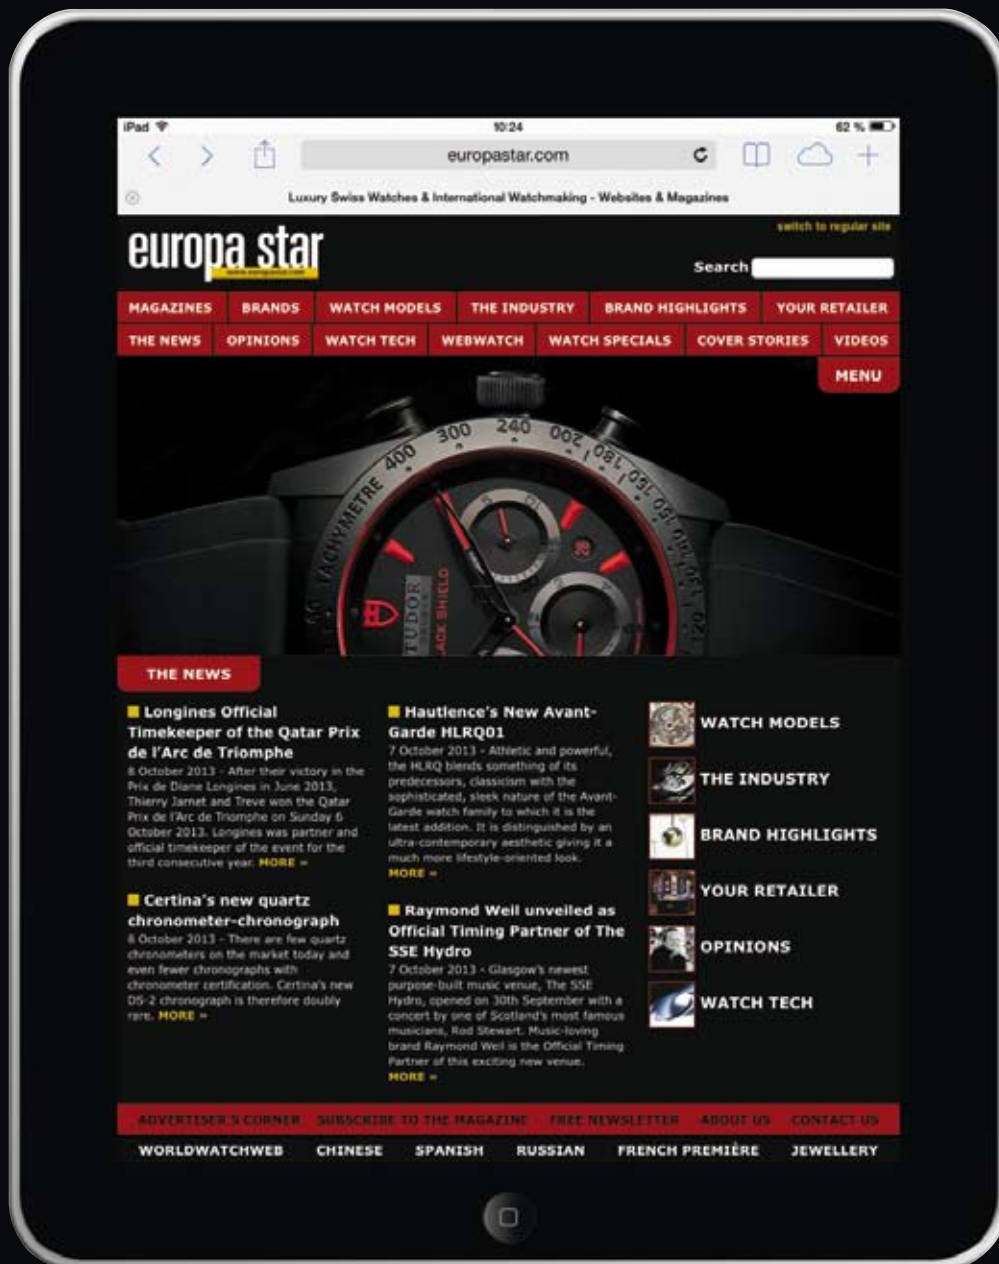 iPad 10:24 62 %
europastar.com
Luxury Swiss Watches & International Watchmaking - Websites & Magazines
switch to regular site
europa star
www.europastar.com
Search
MAGAZINES BRANDS WATCH MODELS THE INDUSTRY BRAND HIGHLIGHTS YOUR RETAILER
THE NEWS OPINIONS WATCH TECH WEBWATCH WATCH SPECIALS COVER STORIES VIDEOS
MENU
TACHYMETRE 400 300 240 200 180 160 150
120
28
TUDOR
THE NEWS
Longines Official
Timekeeper of the Qatar Prix
de l'Arc de Triomphe
8 October 2013 - After their victory in the
Prix de Diane Longines in June 2013,
Thierry Jarnet and Treve won the Qatar
Prix de l'Arc de Triomphe on Sunday 6
October 2013. Longines was partner and
official timekeeper of the event for the
third consecutive year. MORE »
Certina's new quartz
chronometer-chronograph
8 October 2013 - There are few quartz
chronometers on the market today and
even fewer chronographs with
chronometer certification. Certina's new
DS-2 chronograph is therefore doubly
rare. MORE »
Hautlence's New Avant-
Garde HLRQ01
7 October 2013 - Athletic and powerful,
the HLRQ blends something of its
predecessors, classicism with the
sophisticated, sleek nature of the Avant-
Garde watch family to which it is the
latest addition. It is distinguished by an
ultra-contemporary aesthetic giving it a
much more lifestyle-oriented look.
MORE »
Raymond Weil unveiled as
Official Timing Partner of The
SSE Hydro
7 October 2013 - Glasgow's newest
purpose-built music venue, The SSE
Hydro, opened on 30th September with a
concert by one of Scotland's most famous
musicians, Rod Stewart. Music-loving
brand Raymond Weil is the Official Timing
Partner of this exciting new venue.
MORE »
WATCH MODELS
THE INDUSTRY
BRAND HIGHLIGHTS
YOUR RETAILER
OPINIONS
WATCH TECH
ADVERTISER'S CORNER SUBSCRIBE TO THE MAGAZINE FREE NEWSLETTER ABOUT US CONTACT US
WORLDWATCHWEB CHINESE SPANISH RUSSIAN FRENCH PREMIÈRE JEWELLERY